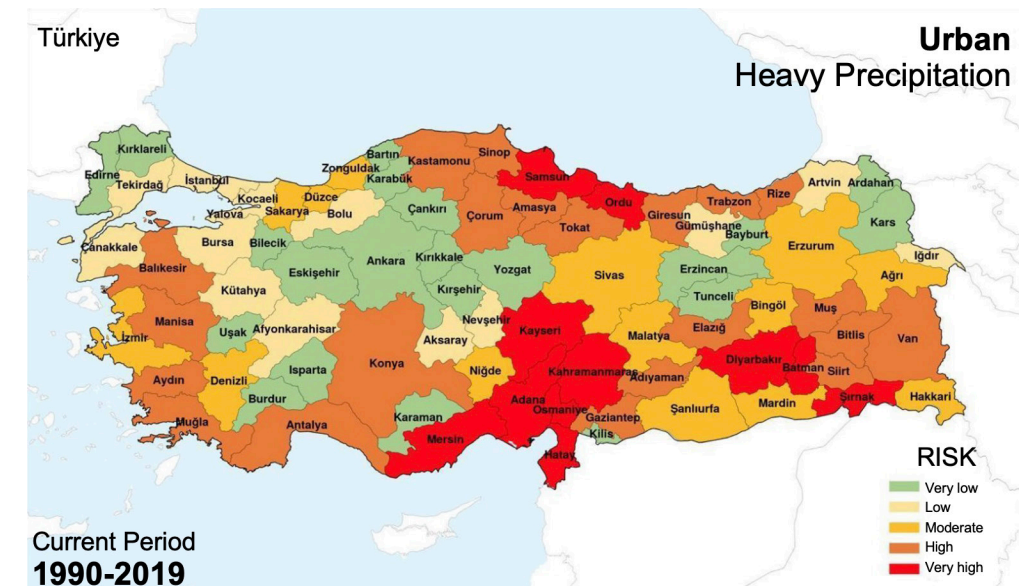 Türkiye
Urban
Heavy Precipitation
Kırklareli
Edirne
Tekirdağ
İstanbul
Kocaeli
Yalova
Sakarya
Düzce
Zonguldak
Bartın
Karabük
Kastamonu
Sinop
Samsun
Ordu
Giresun
Trabzon
Rize
Artvin
Ardahan
Kars
Iğdır
Çanakkale
Bursa
Bilecik
Bolu
Çankırı
Çorum
Amasya
Tokat
Gümüşhane
Bayburt
Erzurum
Ağrı
Balıkesir
Kütahya
Eskişehir
Ankara
Kırıkkale
Kırşehir
Yozgat
Sivas
Erzincan
Tunceli
Bingöl
Muş
Bitlis
Van
Manisa
İzmir
Uşak
Afyonkarahisar
Konya
Aksaray
Nevşehir
Kayseri
Malatya
Elazığ
Diyarbakır
Batman
Siirt
Şırnak
Hakkari
Aydın
Denizli
Isparta
Burdur
Niğde
Kahramanmaraş
Adıyaman
Şanlıurfa
Mardin
Muğla
Antalya
Karaman
Mersin
Adana
Osmaniye
Gaziantep
Kilis
Hatay
RISK
Very low
Low
Moderate
High
Very high
Current Period
1990-2019